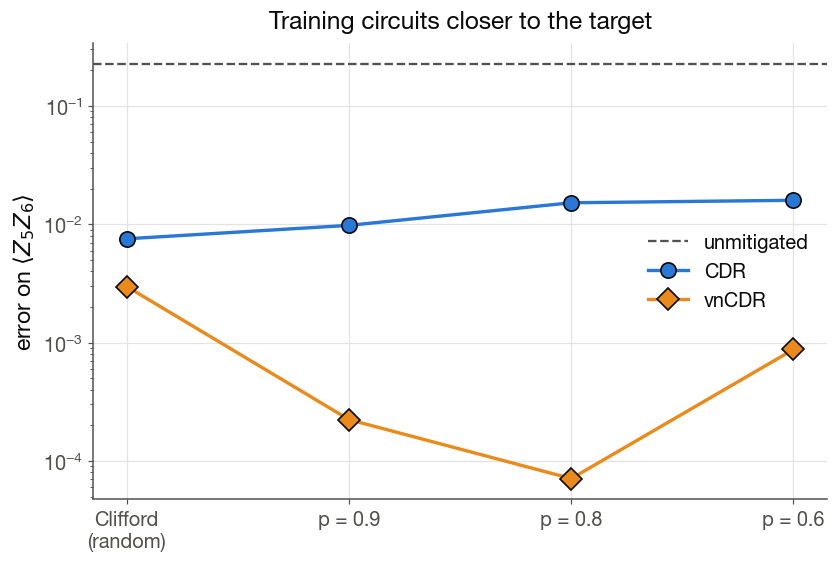 Training circuits closer to the target
error on ⟨Z₅Z₆⟩
10⁻¹
10⁻²
10⁻³
10⁻⁴
unmitigated
CDR
vnCDR
Clifford
(random)
p = 0.9
p = 0.8
p = 0.6